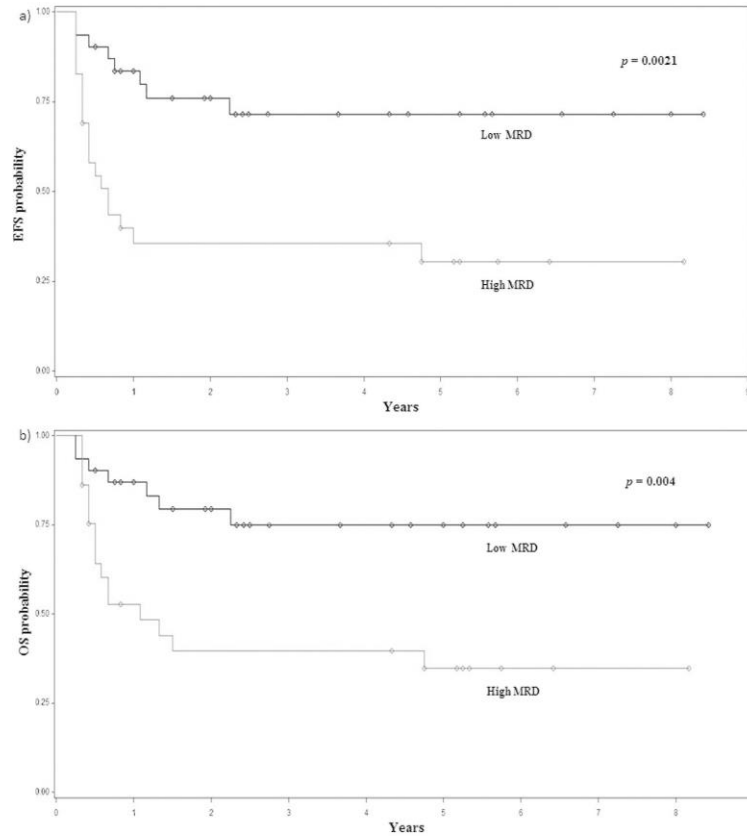 a)
1.00
p = 0.0021
0.75
Low MRD
EFS probability
0.50
0.25
High MRD
0.00
0 1 2 3 4 5 6 7 8 9
Years
b)
1.00
p = 0.004
0.75
Low MRD
OS probability
0.50
0.25
High MRD
0.00
0 1 2 3 4 5 6 7 8
Years